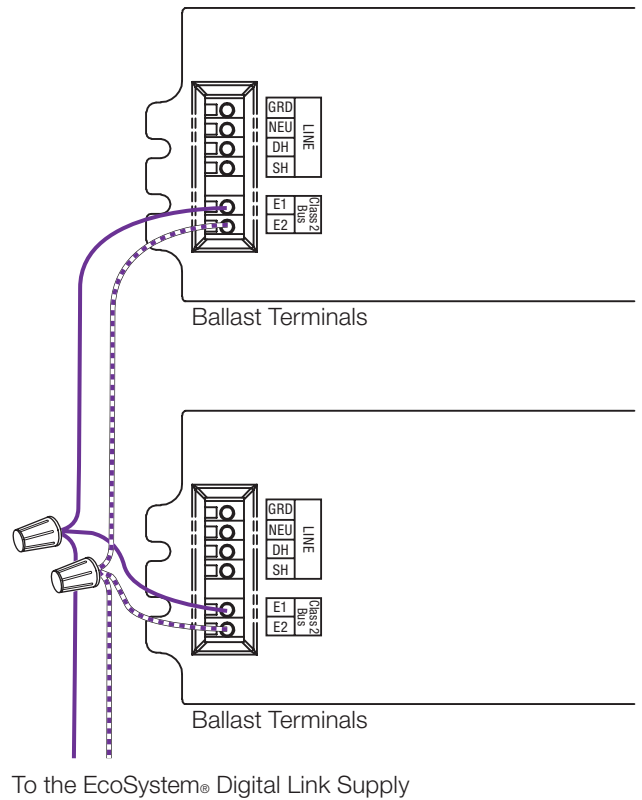 GRD
NEU
DH
SH
LINE
E1
E2
Class 2
Bus
Ballast Terminals
GRD
NEU
DH
SH
LINE
E1
E2
Class 2
Bus
Ballast Terminals
To the EcoSystem® Digital Link Supply